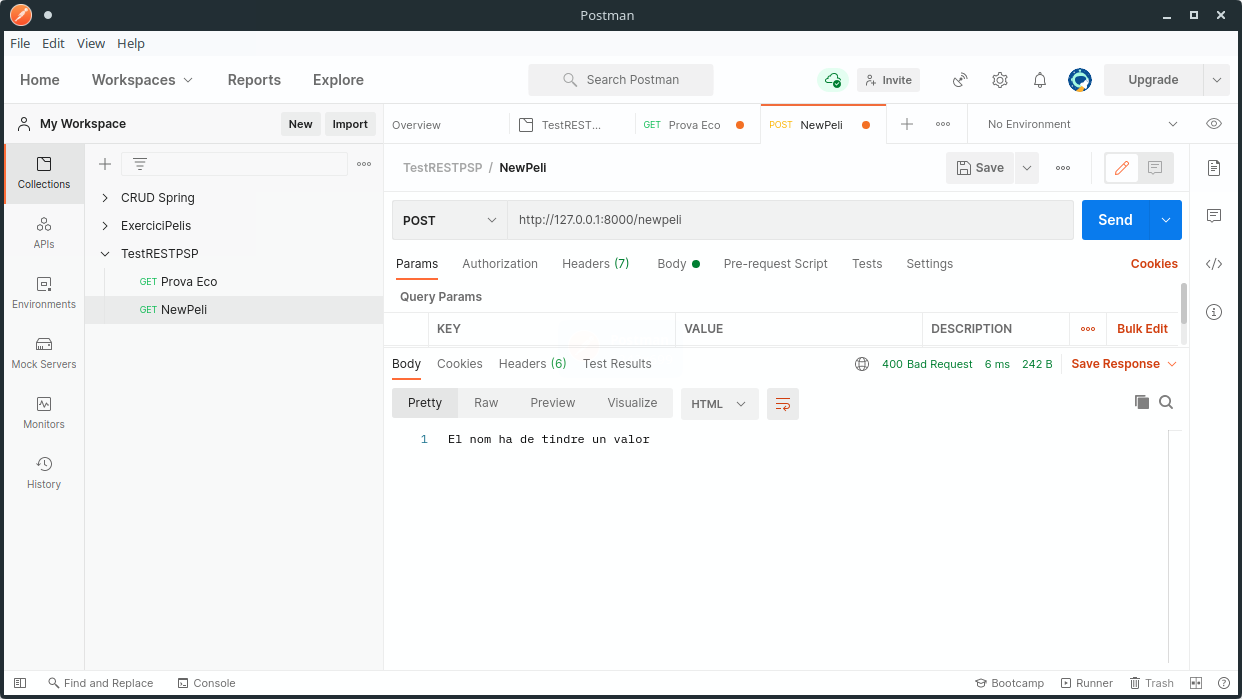 Postman
File Edit View Help
Home Workspaces Reports Explore Search Postman Invite Upgrade
My Workspace New Import
Overview TestREST... GET Prova Eco POST NewPeli No Environment
Collections
APIs
Environments
Mock Servers
Monitors
History
CRUD Spring
ExerciciPelis
TestRESTPSP
GET Prova Eco
GET NewPeli
TestRESTPSP / NewPeli Save
POST http://127.0.0.1:8000/newpeli Send
Params Authorization Headers (7) Body Pre-request Script Tests Settings Cookies
Query Params
KEY VALUE DESCRIPTION Bulk Edit
Body Cookies Headers (6) Test Results 400 Bad Request 6 ms 242 B Save Response
Pretty Raw Preview Visualize HTML
1 El nom ha de tindre un valor
Find and Replace Console Bootcamp Runner Trash